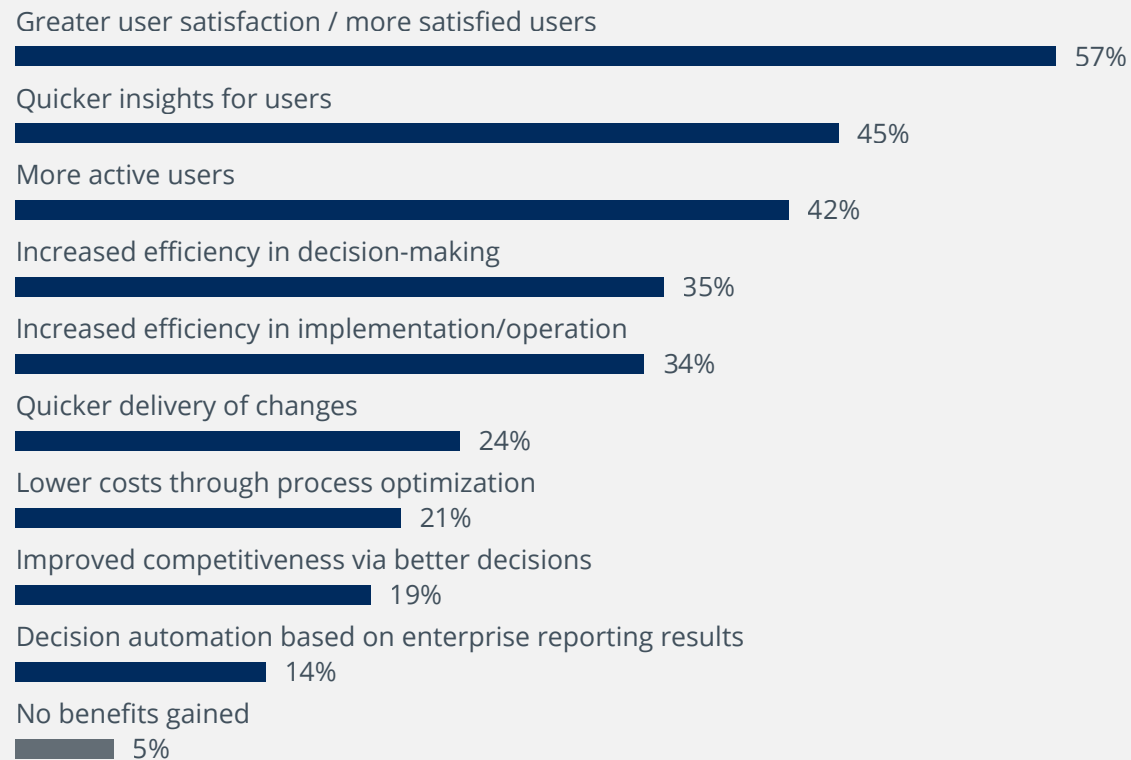 Greater user satisfaction / more satisfied users
57%
Quicker insights for users
45%
More active users
42%
Increased efficiency in decision-making
35%
Increased efficiency in implementation/operation
34%
Quicker delivery of changes
24%
Lower costs through process optimization
21%
Improved competitiveness via better decisions
19%
Decision automation based on enterprise reporting results
14%
No benefits gained
5%